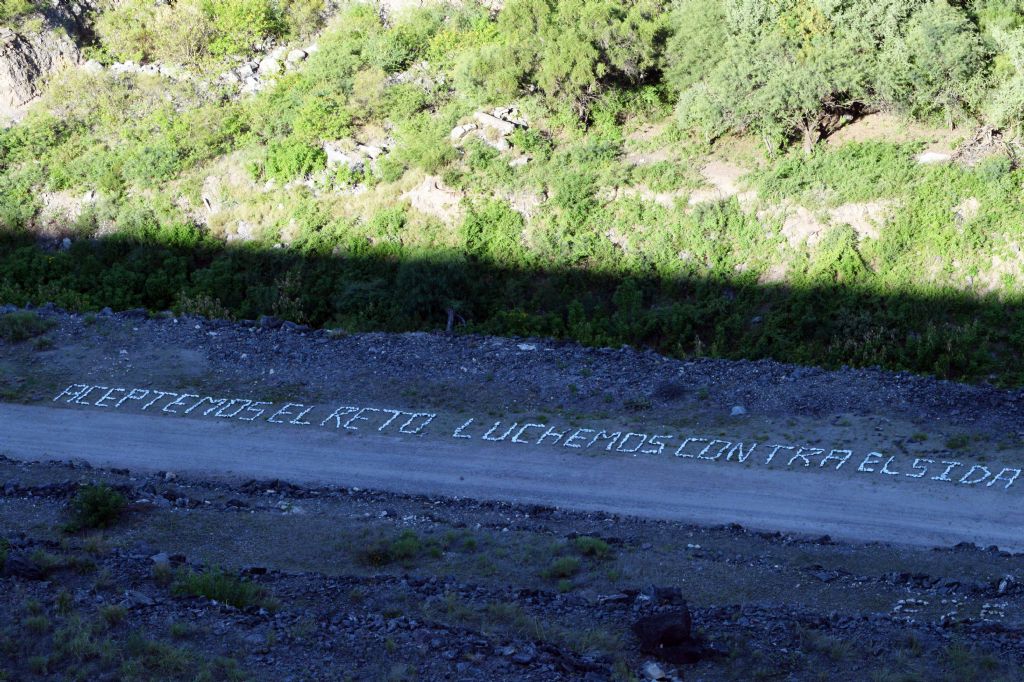 ACEPTEMOS EL RETO LUCHEMOS CONTRA EL SIDA